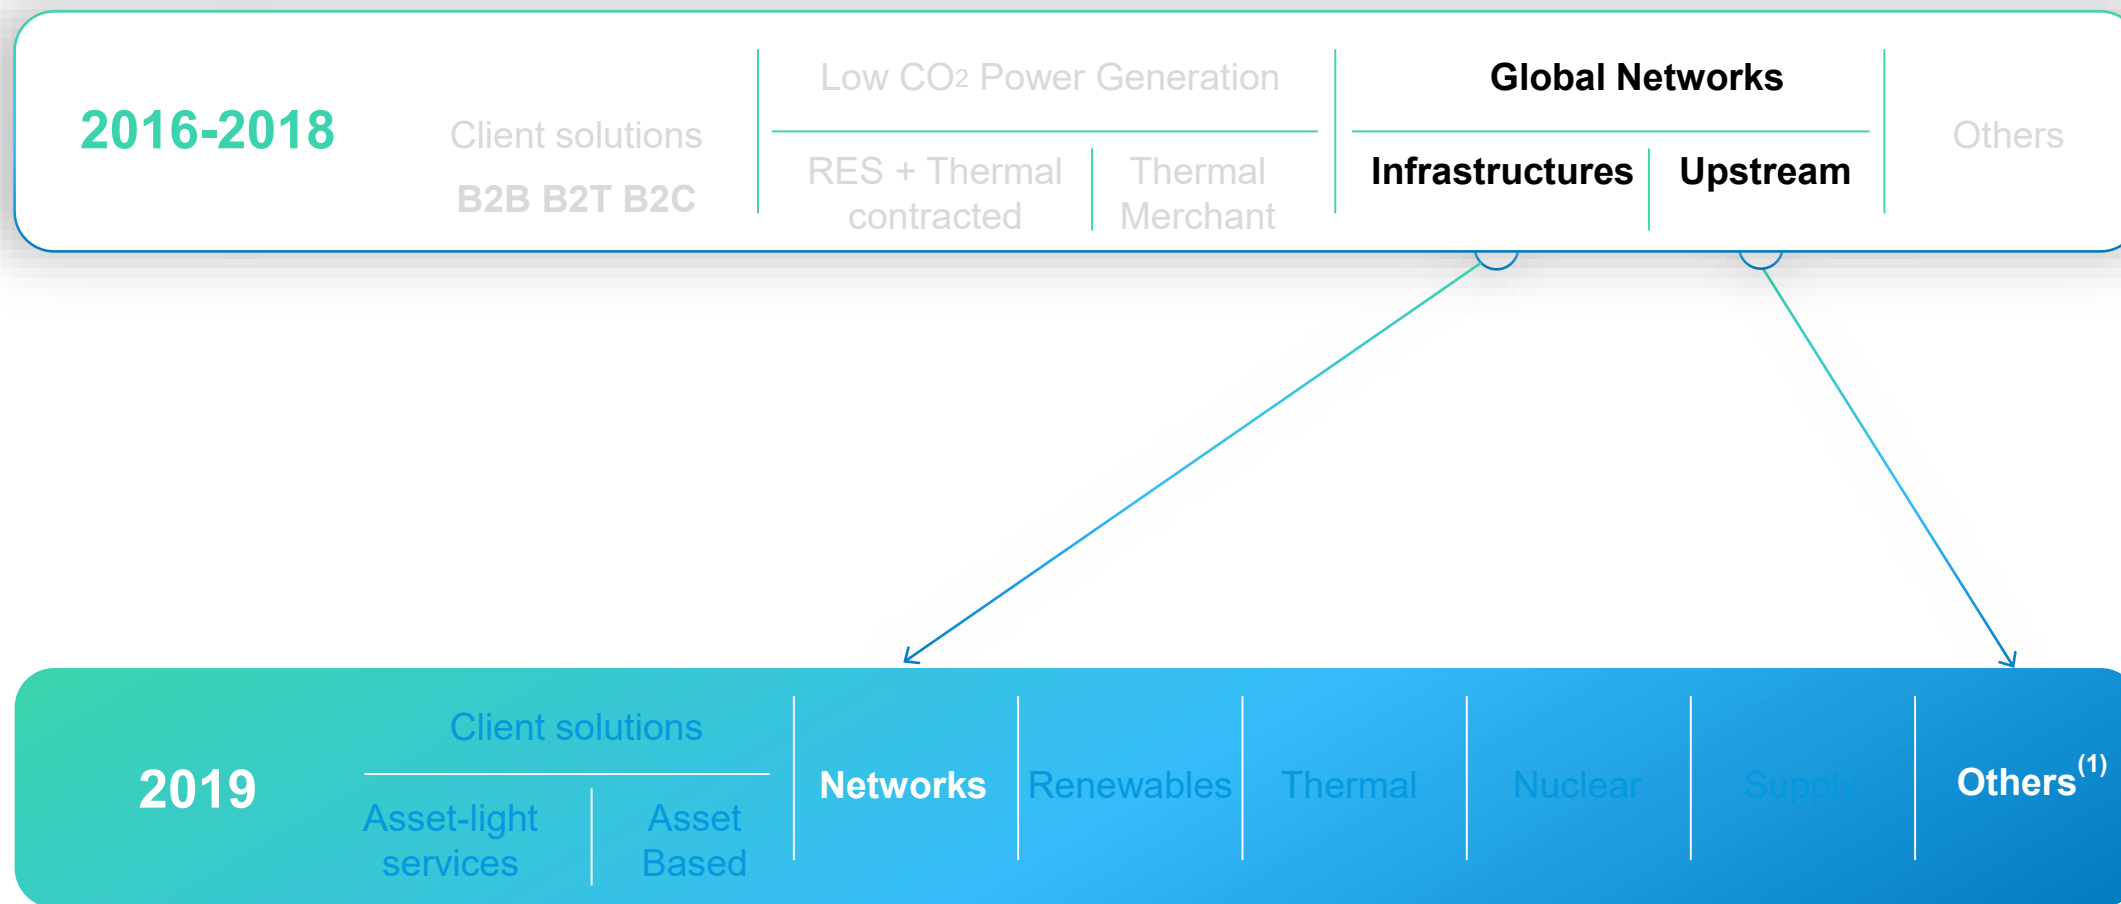 2016-2018
Client solutions
B2B B2T B2C
Low CO2 Power Generation
RES + Thermal
contracted
Thermal
Merchant
Global Networks
Infrastructures
Upstream
Others
2019
Client solutions
Asset-light
services
Asset
Based
Networks
Renewables
Thermal
Nuclear
Supply
Others(1)